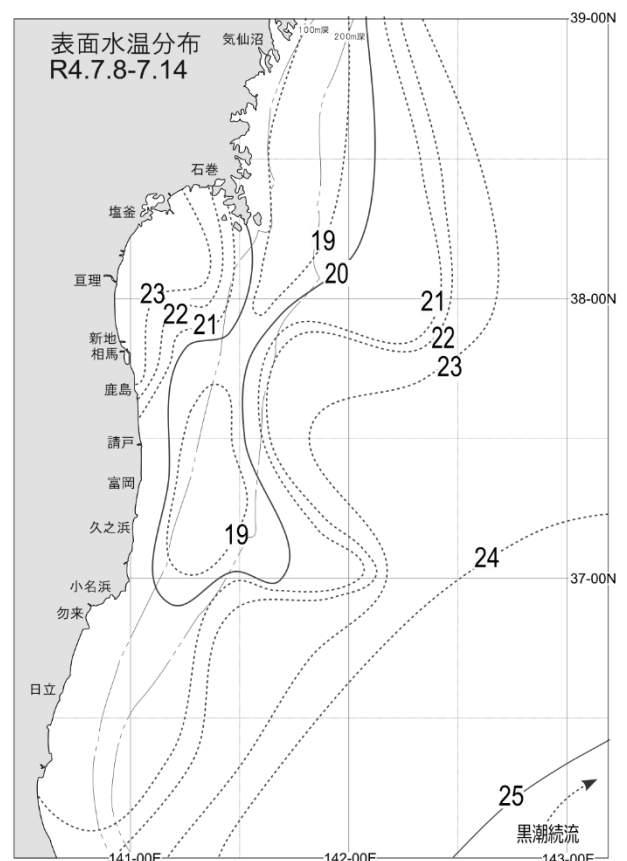 39-00N
表面水温分布
R4.7.8-7.14
気仙沼
100m深
200m深
石巻
塩釜
19
20
亘理
23
22
21
21
38-00N
新地
相馬
22
23
鹿島
請戸
富岡
久之浜
19
24
小名浜
37-00N
勿来
日立
25
黒潮続流
141-00E
142-00E
143-00E